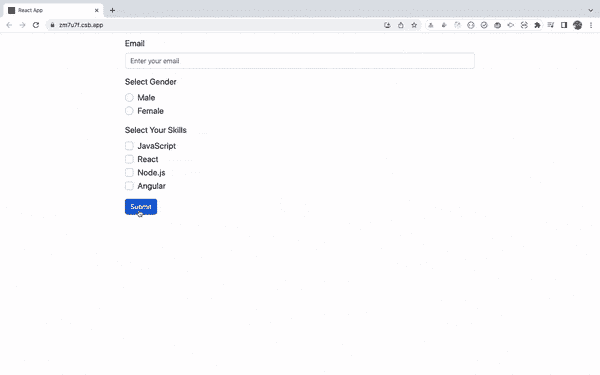 React App
zm7u7f.csb.app
Email
Enter your email
Select Gender
Male
Female
Select Your Skills
JavaScript
React
Node.js
Angular
Submit